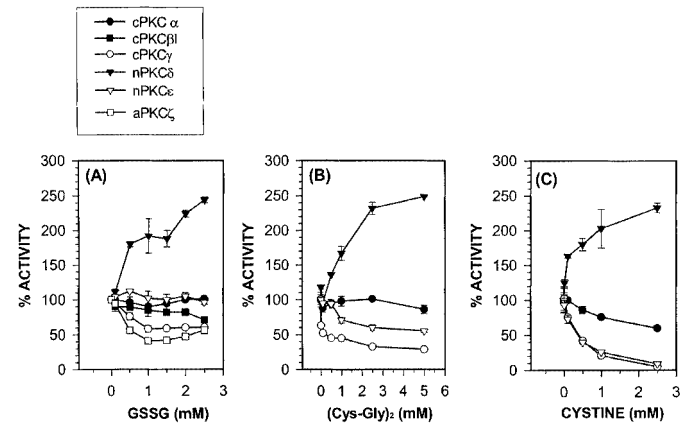 cPKC α
cPKCβI
cPKCγ
nPKCδ
nPKCε
aPKCζ
(A)
% ACTIVITY
300
250
200
150
100
50
0
0 1 2 3
GSSG (mM)
(B)
% ACTIVITY
300
250
200
150
100
50
0
0 1 2 3 4 5 6
(Cys-Gly)₂ (mM)
(C)
% ACTIVITY
300
250
200
150
100
50
0
0 1 2 3
CYSTINE (mM)